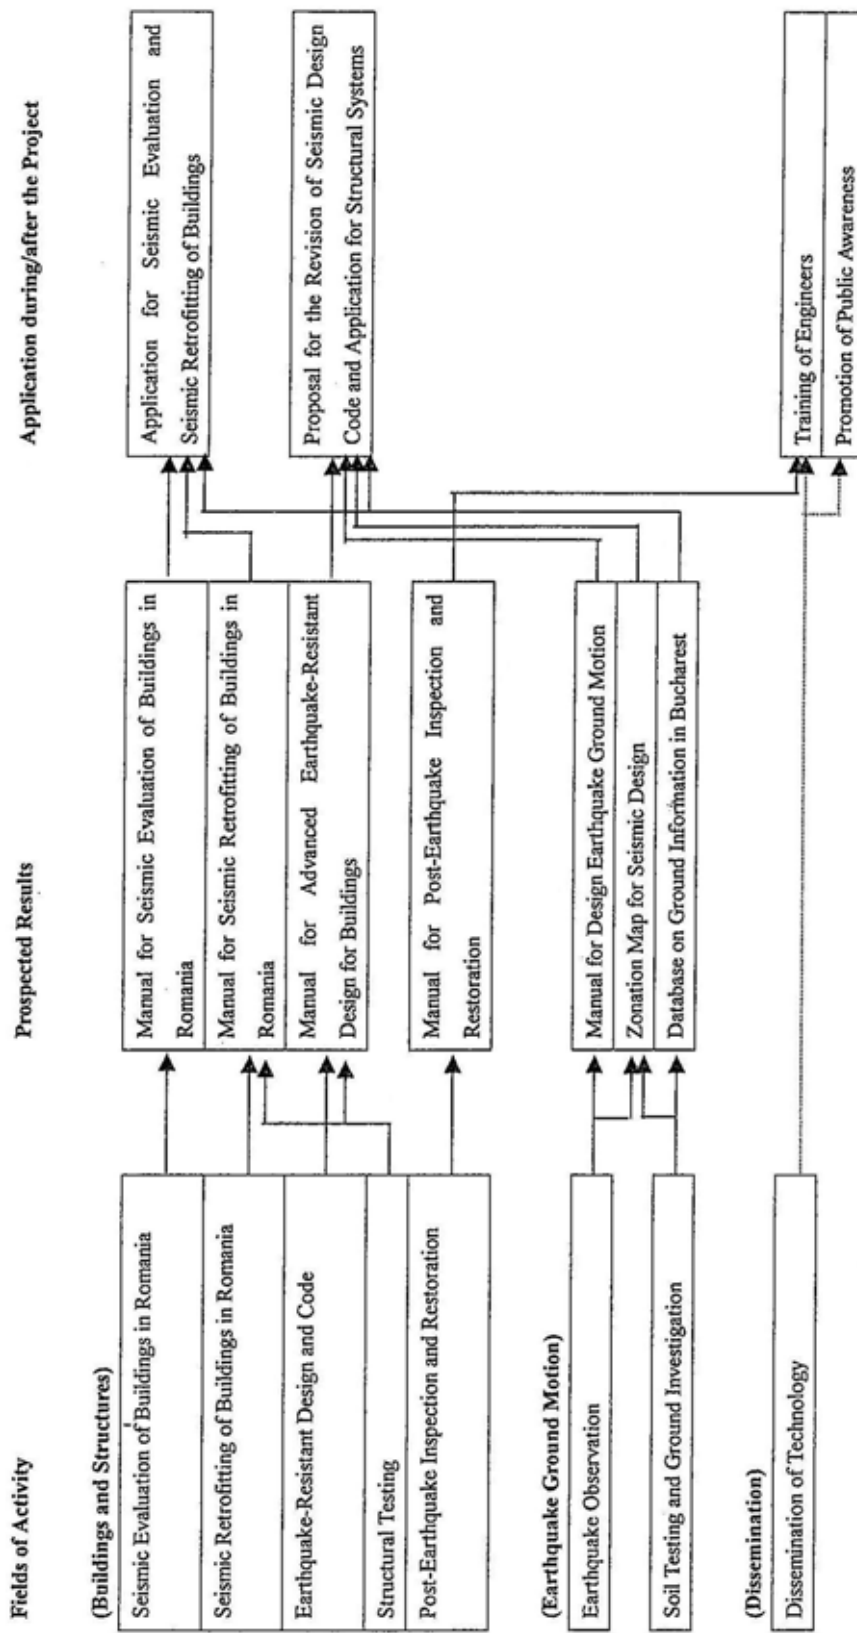 Fields of Activity
Prospected Results
Application during/after the Project
(Buildings and Structures)
Seismic Evaluation of Buildings in Romania
Seismic Retrofitting of Buildings in Romania
Earthquake-Resistant Design and Code
Structural Testing
Post-Earthquake Inspection and Restoration
(Earthquake Ground Motion)
Earthquake Observation
Soil Testing and Ground Investigation
(Dissemination)
Dissemination of Technology
Manual for Seismic Evaluation of Buildings in
Romania
Manual for Seismic Retrofitting of Buildings in
Romania
Manual for Advanced Earthquake-Resistant
Design for Buildings
Manual for Post-Earthquake Inspection and
Restoration
Manual for Design Earthquake Ground Motion
Zonation Map for Seismic Design
Database on Ground Information in Bucharest
Application for Seismic Evaluation and
Seismic Retrofitting of Buildings
Proposal for the Revision of Seismic Design
Code and Application for Structural Systems
Training of Engineers
Promotion of Public Awareness